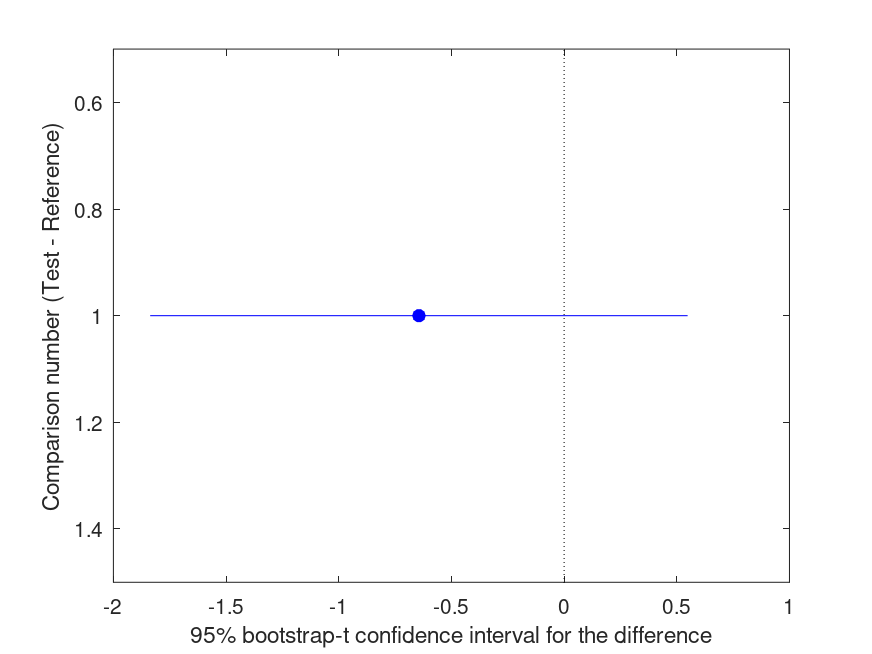 Comparison number (Test - Reference)
0.6
0.8
1
1.2
1.4
-2 -1.5 -1 -0.5 0 0.5 1
95% bootstrap-t confidence interval for the difference